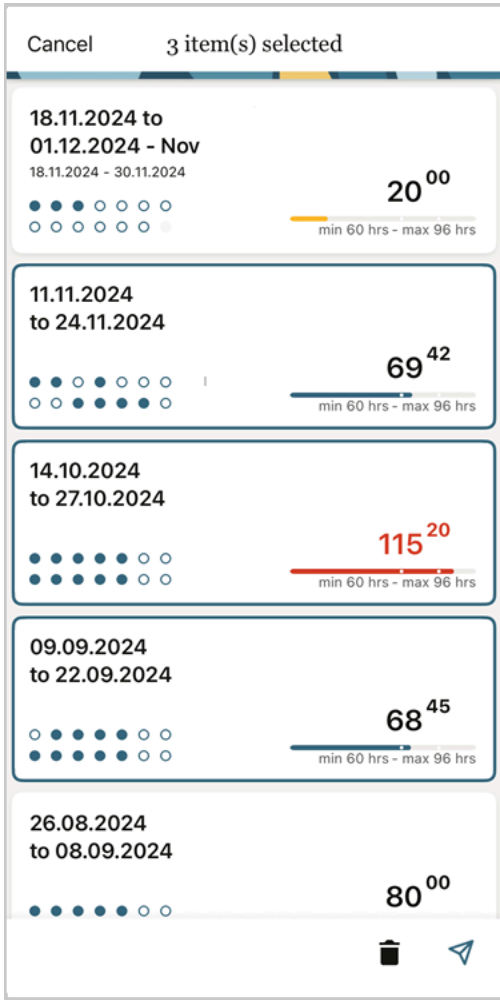 Cancel 3 item(s) selected
18.11.2024 to
01.12.2024 - Nov
18.11.2024 - 30.11.2024
20 00
min 60 hrs - max 96 hrs
11.11.2024
to 24.11.2024
69 42
min 60 hrs - max 96 hrs
14.10.2024
to 27.10.2024
115 20
min 60 hrs - max 96 hrs
09.09.2024
to 22.09.2024
68 45
min 60 hrs - max 96 hrs
26.08.2024
to 08.09.2024
80 00